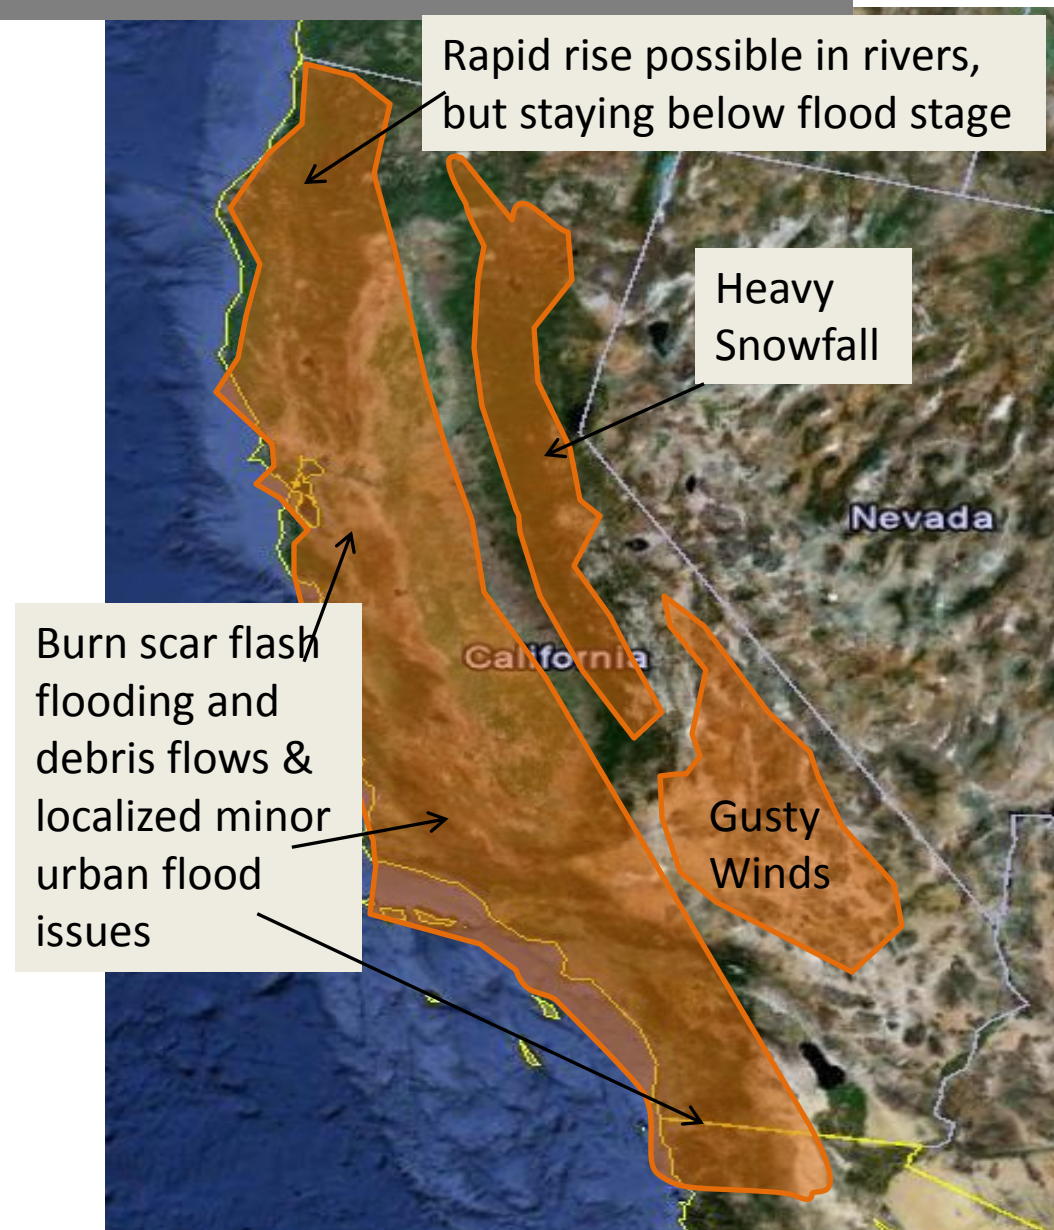 Rapid rise possible in rivers,
but staying below flood stage
Heavy
Snowfall
Nevada
Burn scar flash
flooding and
debris flows &
localized minor
urban flood
issues
California
Gusty
Winds